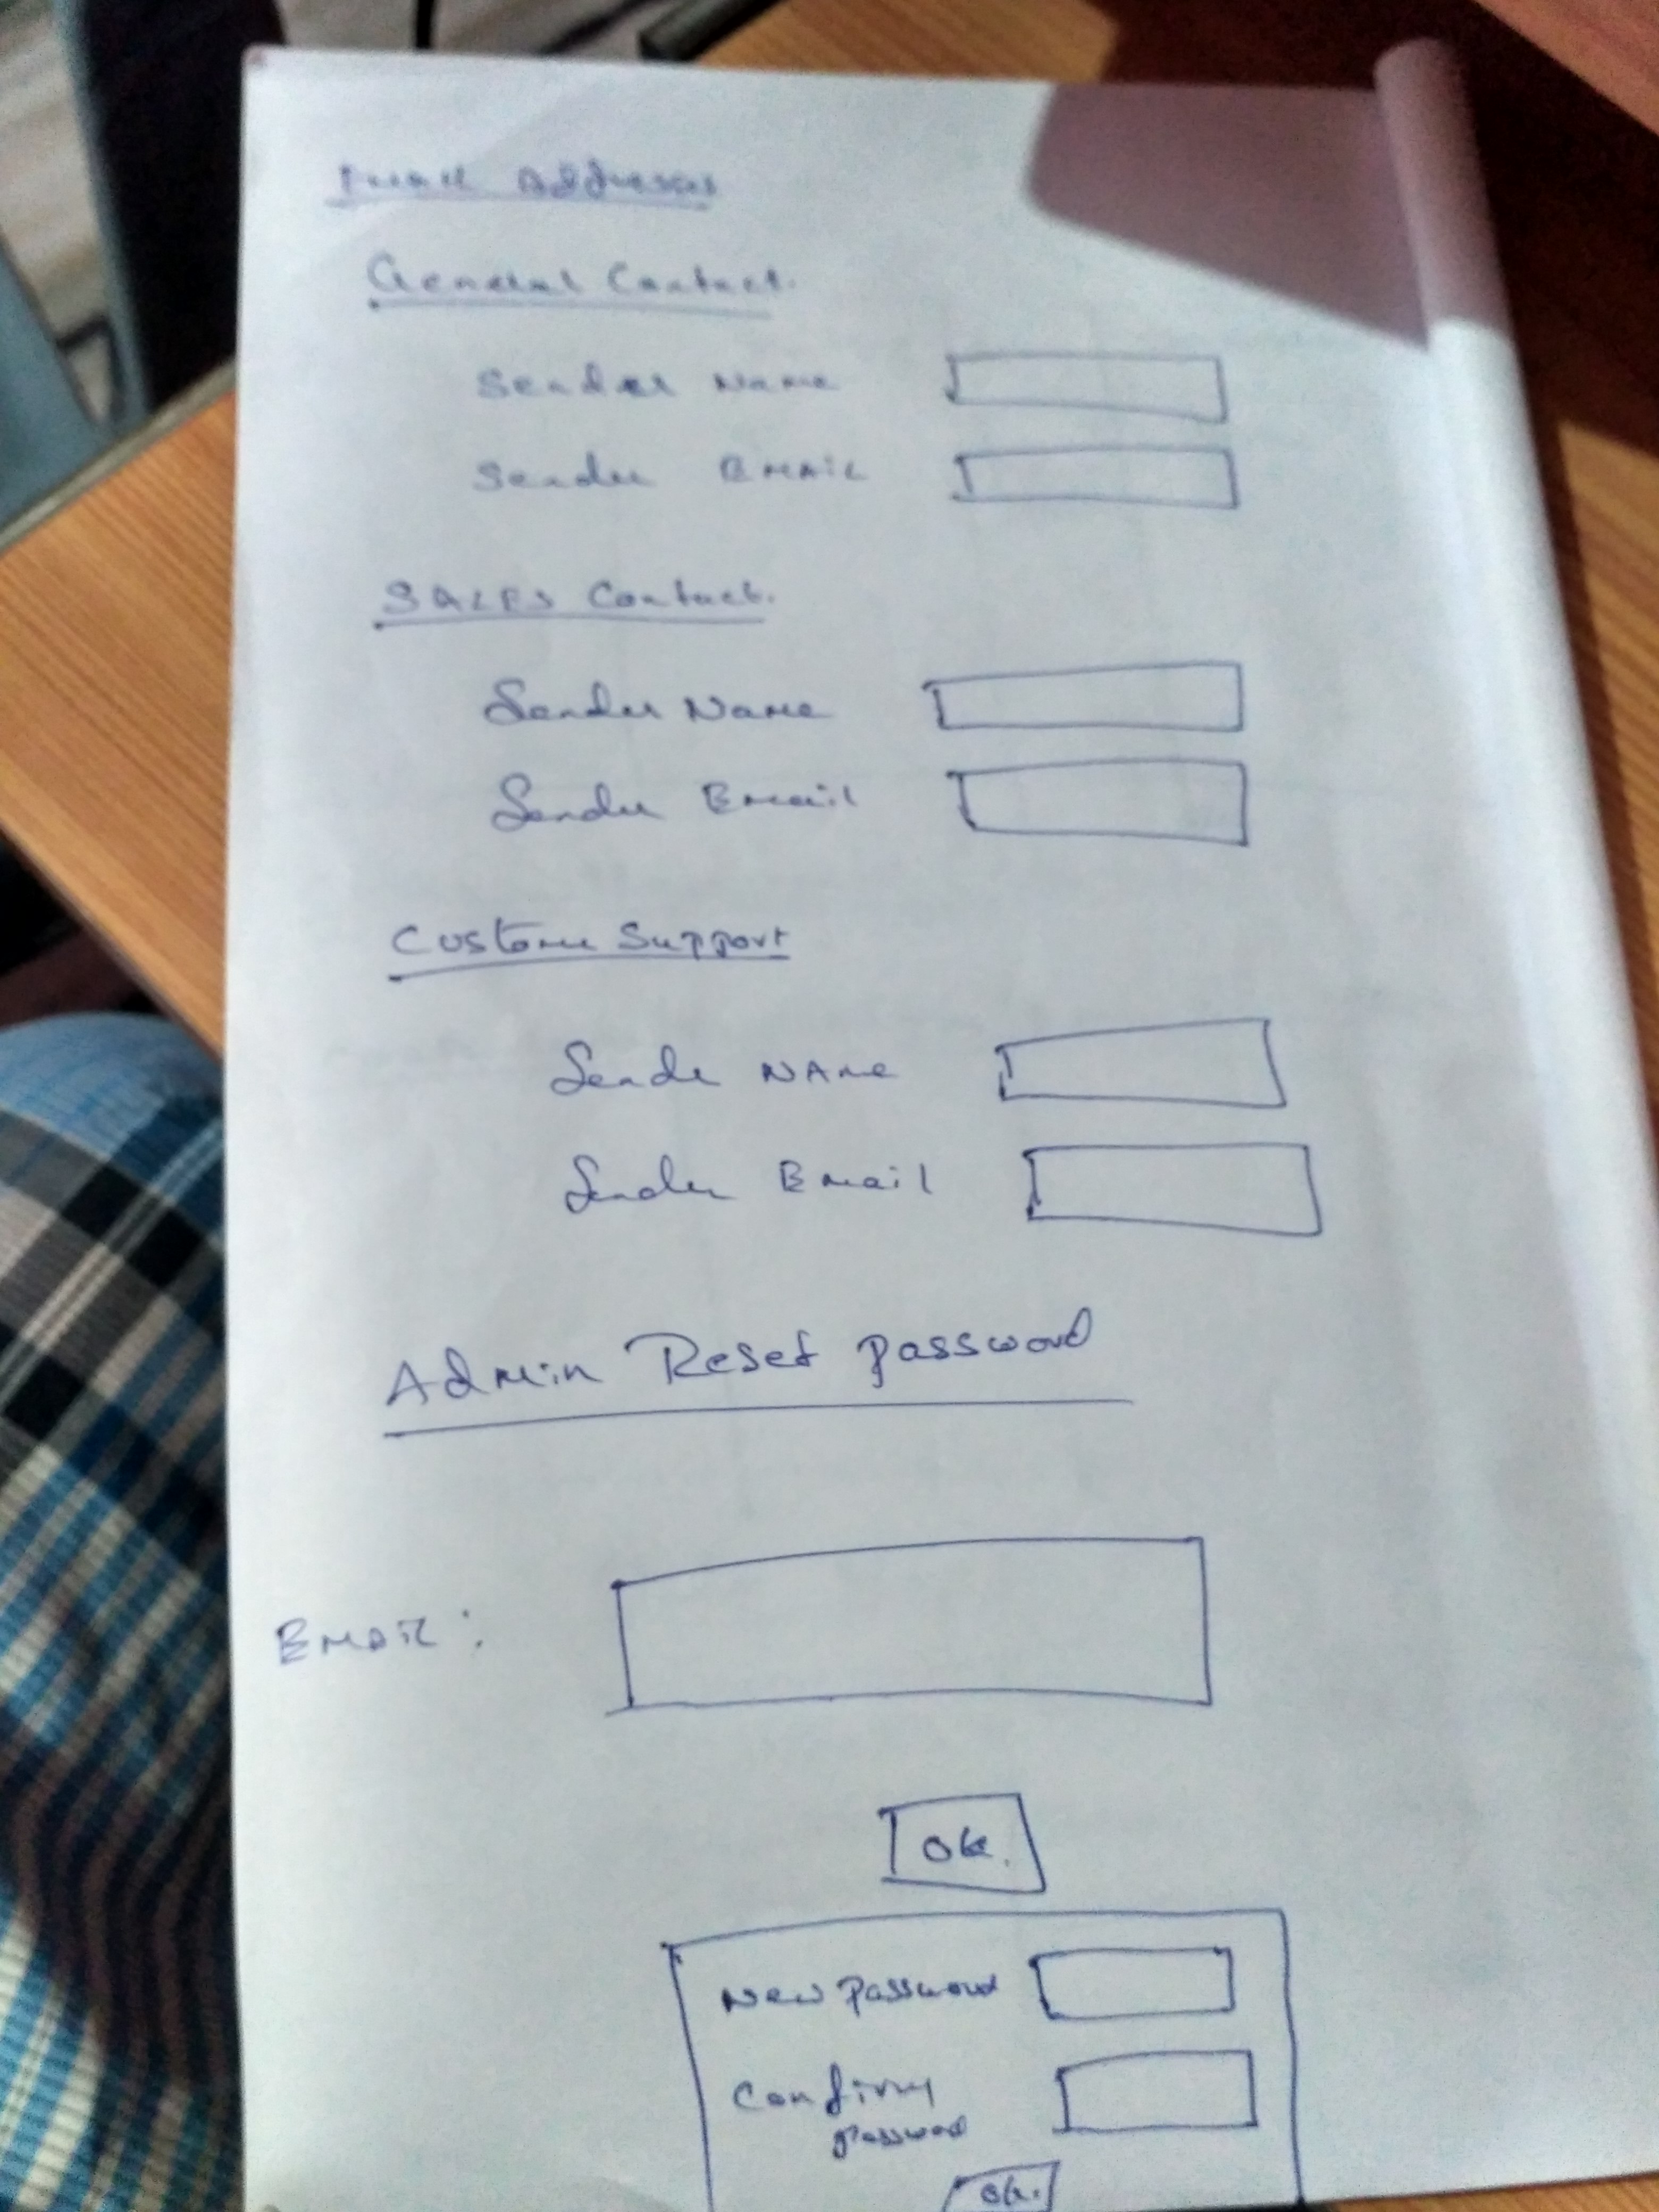 Email Addresses
General Contact.
Sender Name
Sender EMAIL
SALES Contact.
Sender Name
Sender Email
Custome Support
Sende NAme
Sender Email
Admin Reset password
EMAIL :
Ok.
New Password
Confirm
password
Ok.